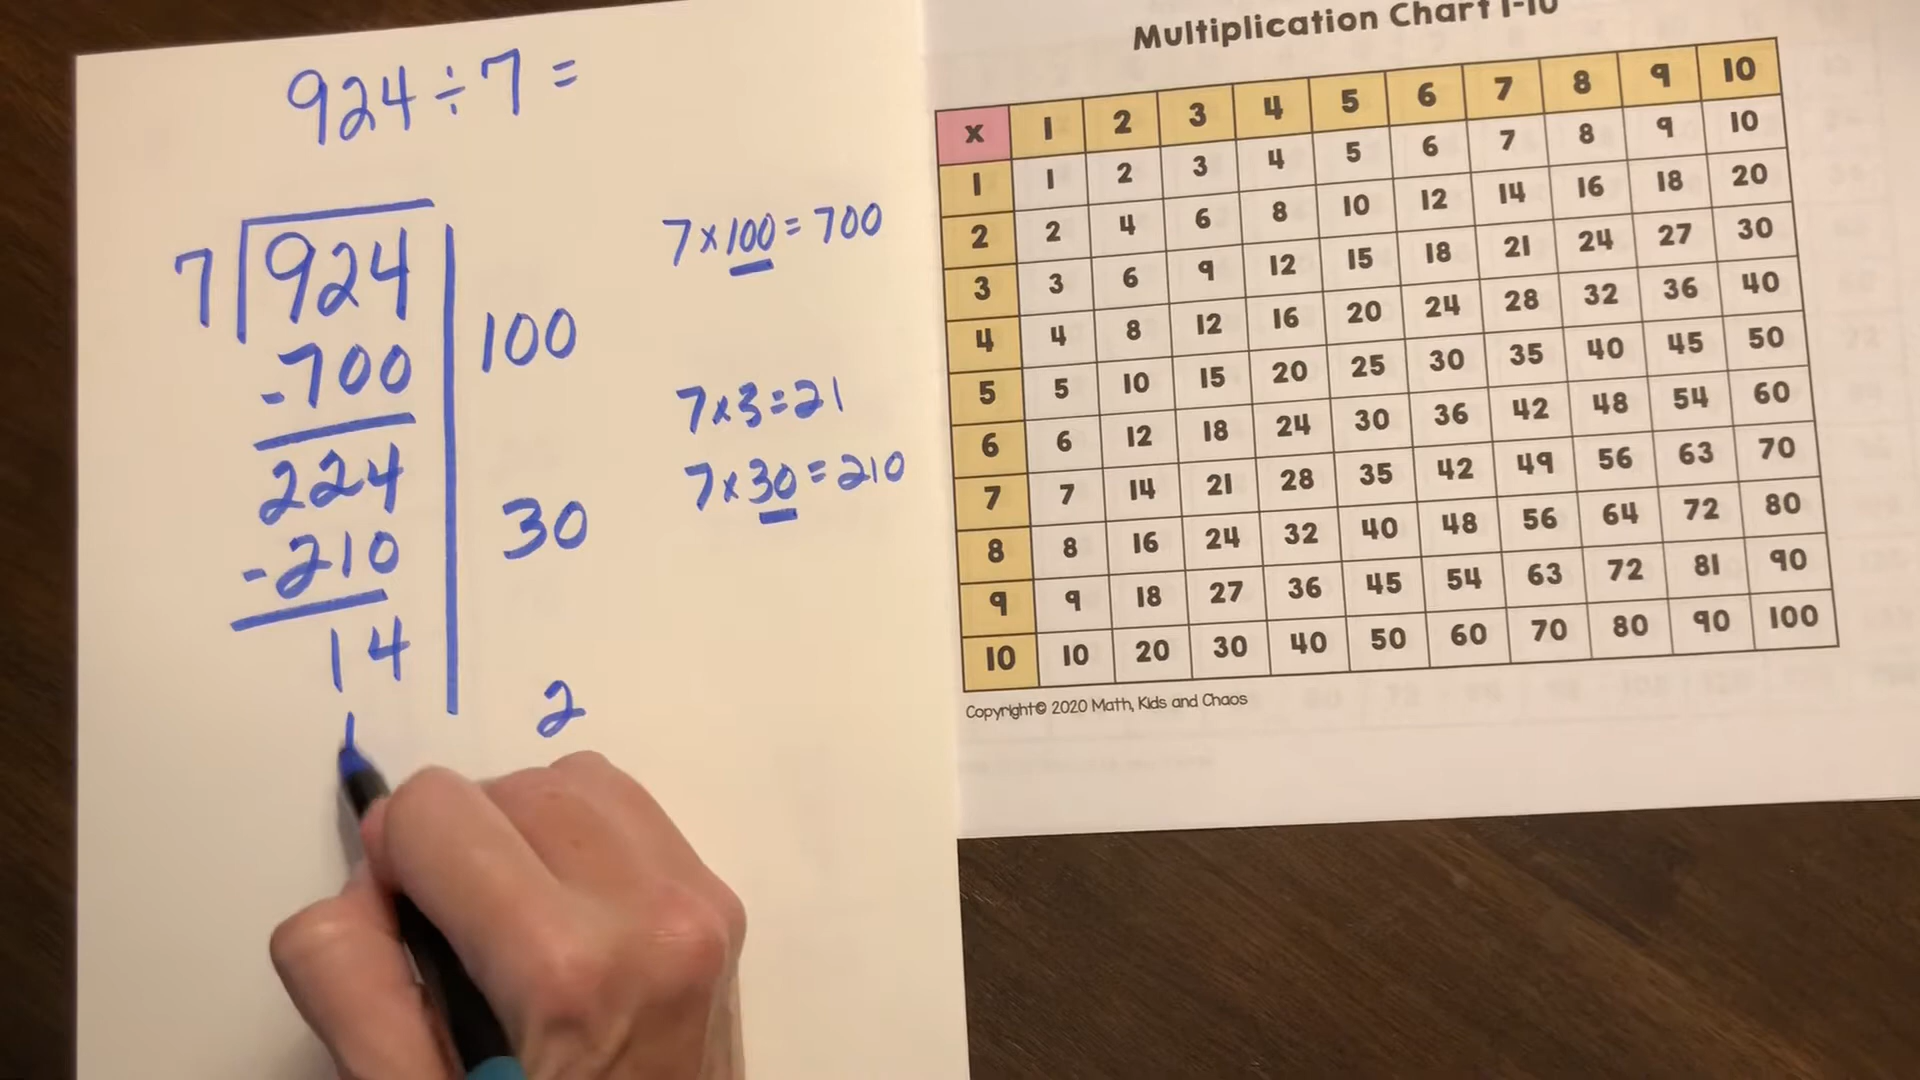 924 ÷ 7 =
7 924
-700 100
224
-210 30
14
2
1
7 × 100 = 700
7 × 3 = 21
7 × 30 = 210
Multiplication Chart 1-10
x 1 2 3 4 5 6 7 8 9 10
1 1 2 3 4 5 6 7 8 9 10
2 2 4 6 8 10 12 14 16 18 20
3 3 6 9 12 15 18 21 24 27 30
4 4 8 12 16 20 24 28 32 36 40
5 5 10 15 20 25 30 35 40 45 50
6 6 12 18 24 30 36 42 48 54 60
7 7 14 21 28 35 42 49 56 63 70
8 8 16 24 32 40 48 56 64 72 80
9 9 18 27 36 45 54 63 72 81 90
10 10 20 30 40 50 60 70 80 90 100
Copyright© 2020 Math, Kids and Chaos